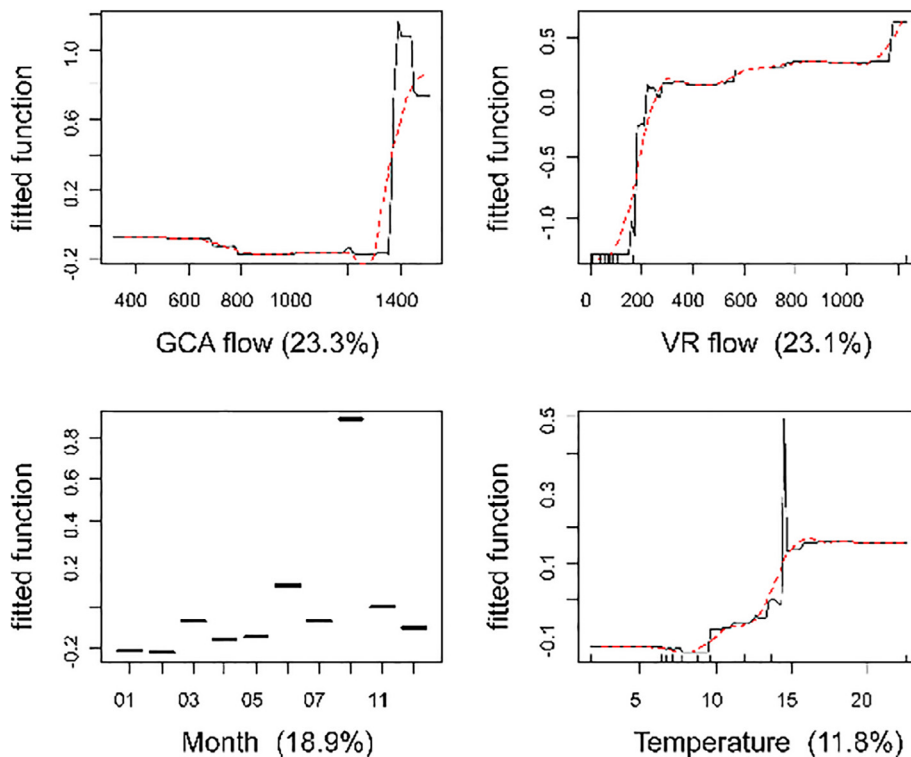 fitted function
1.0
0.6
0.2
-0.2
400 600 800 1000 1400
GCA flow (23.3%)
fitted function
0.5
0.0
-0.5
-1.0
0 200 400 600 800 1000
VR flow (23.1%)
fitted function
0.8
0.6
0.4
0.2
-0.2
01 03 05 07 11
Month (18.9%)
fitted function
0.5
0.3
0.1
-0.1
5 10 15 20
Temperature (11.8%)